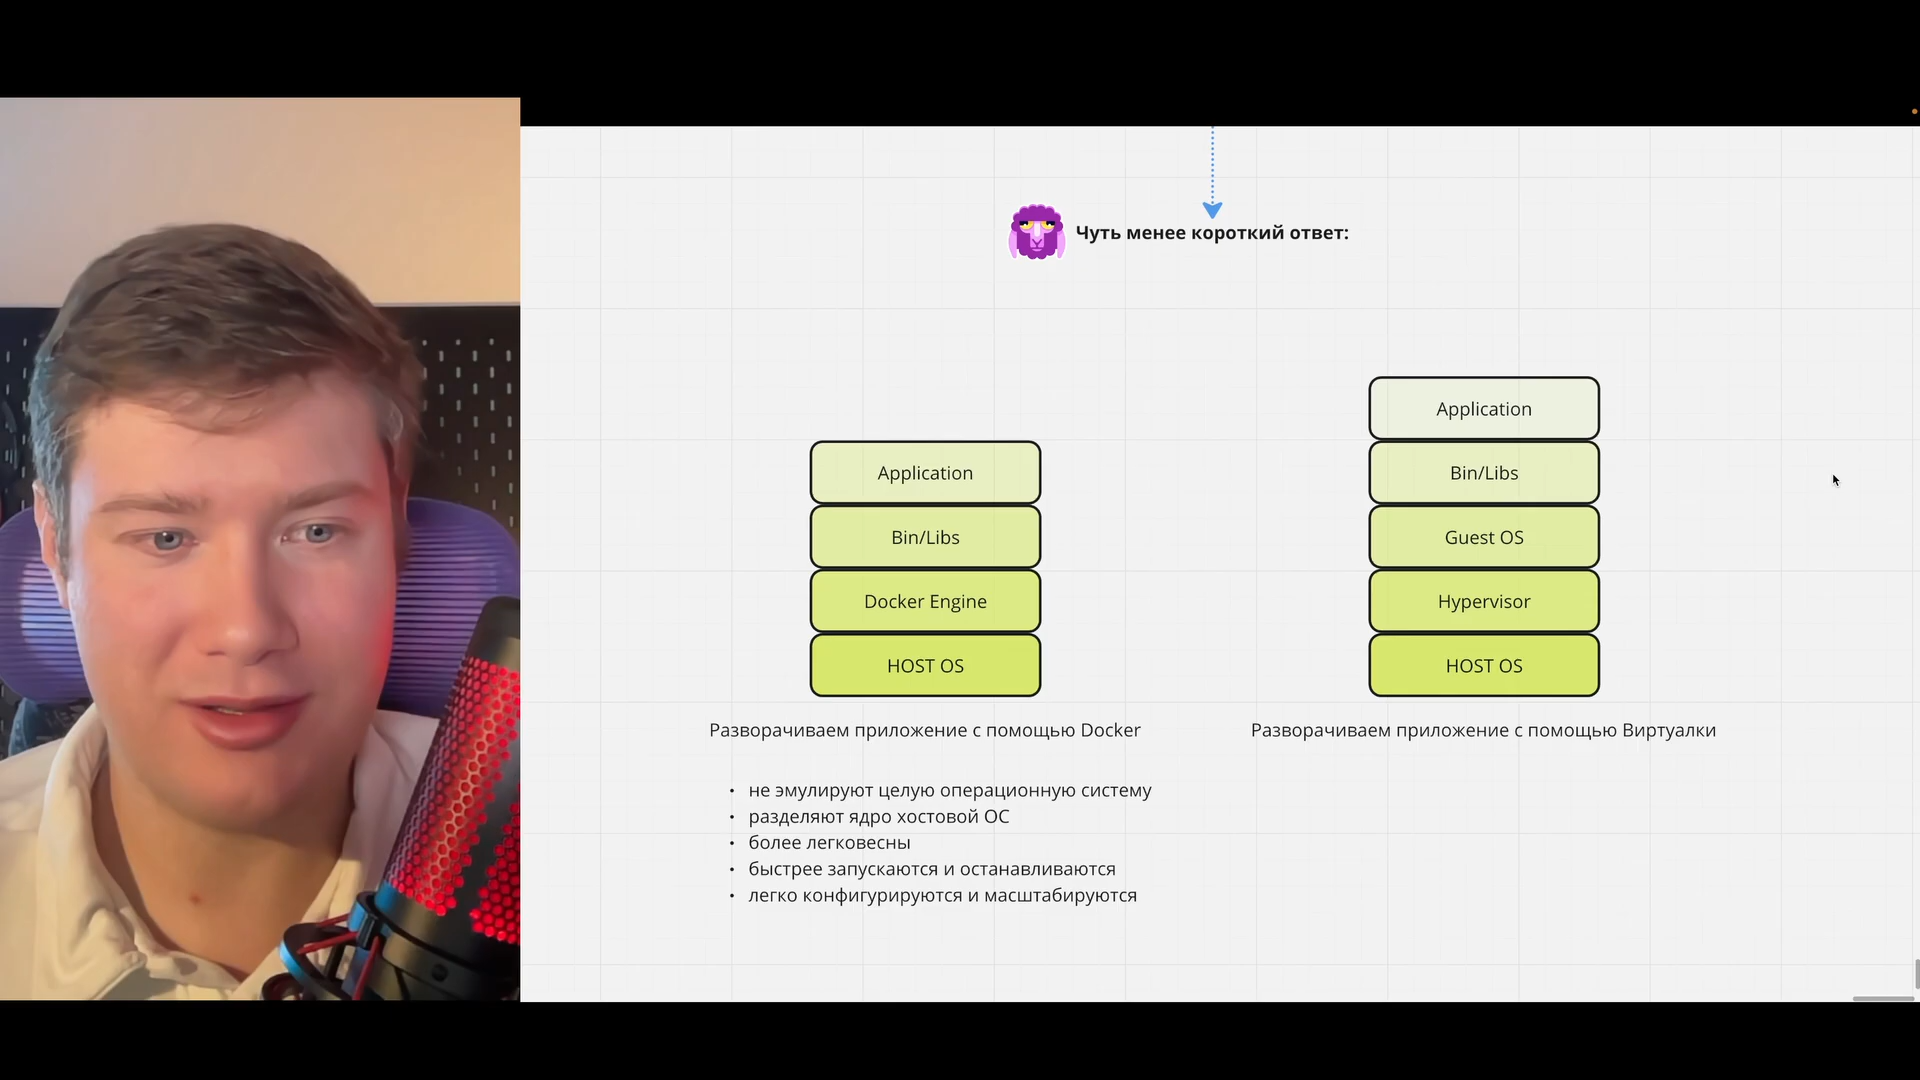 Чуть менее короткий ответ:
Application
Bin/Libs
Docker Engine
HOST OS
Разворачиваем приложение с помощью Docker
• не эмулируют целую операционную систему
• разделяют ядро хостовой ОС
• более легковесны
• быстрее запускаются и останавливаются
• легко конфигурируются и масштабируются
Application
Bin/Libs
Guest OS
Hypervisor
HOST OS
Разворачиваем приложение с помощью Виртуалки